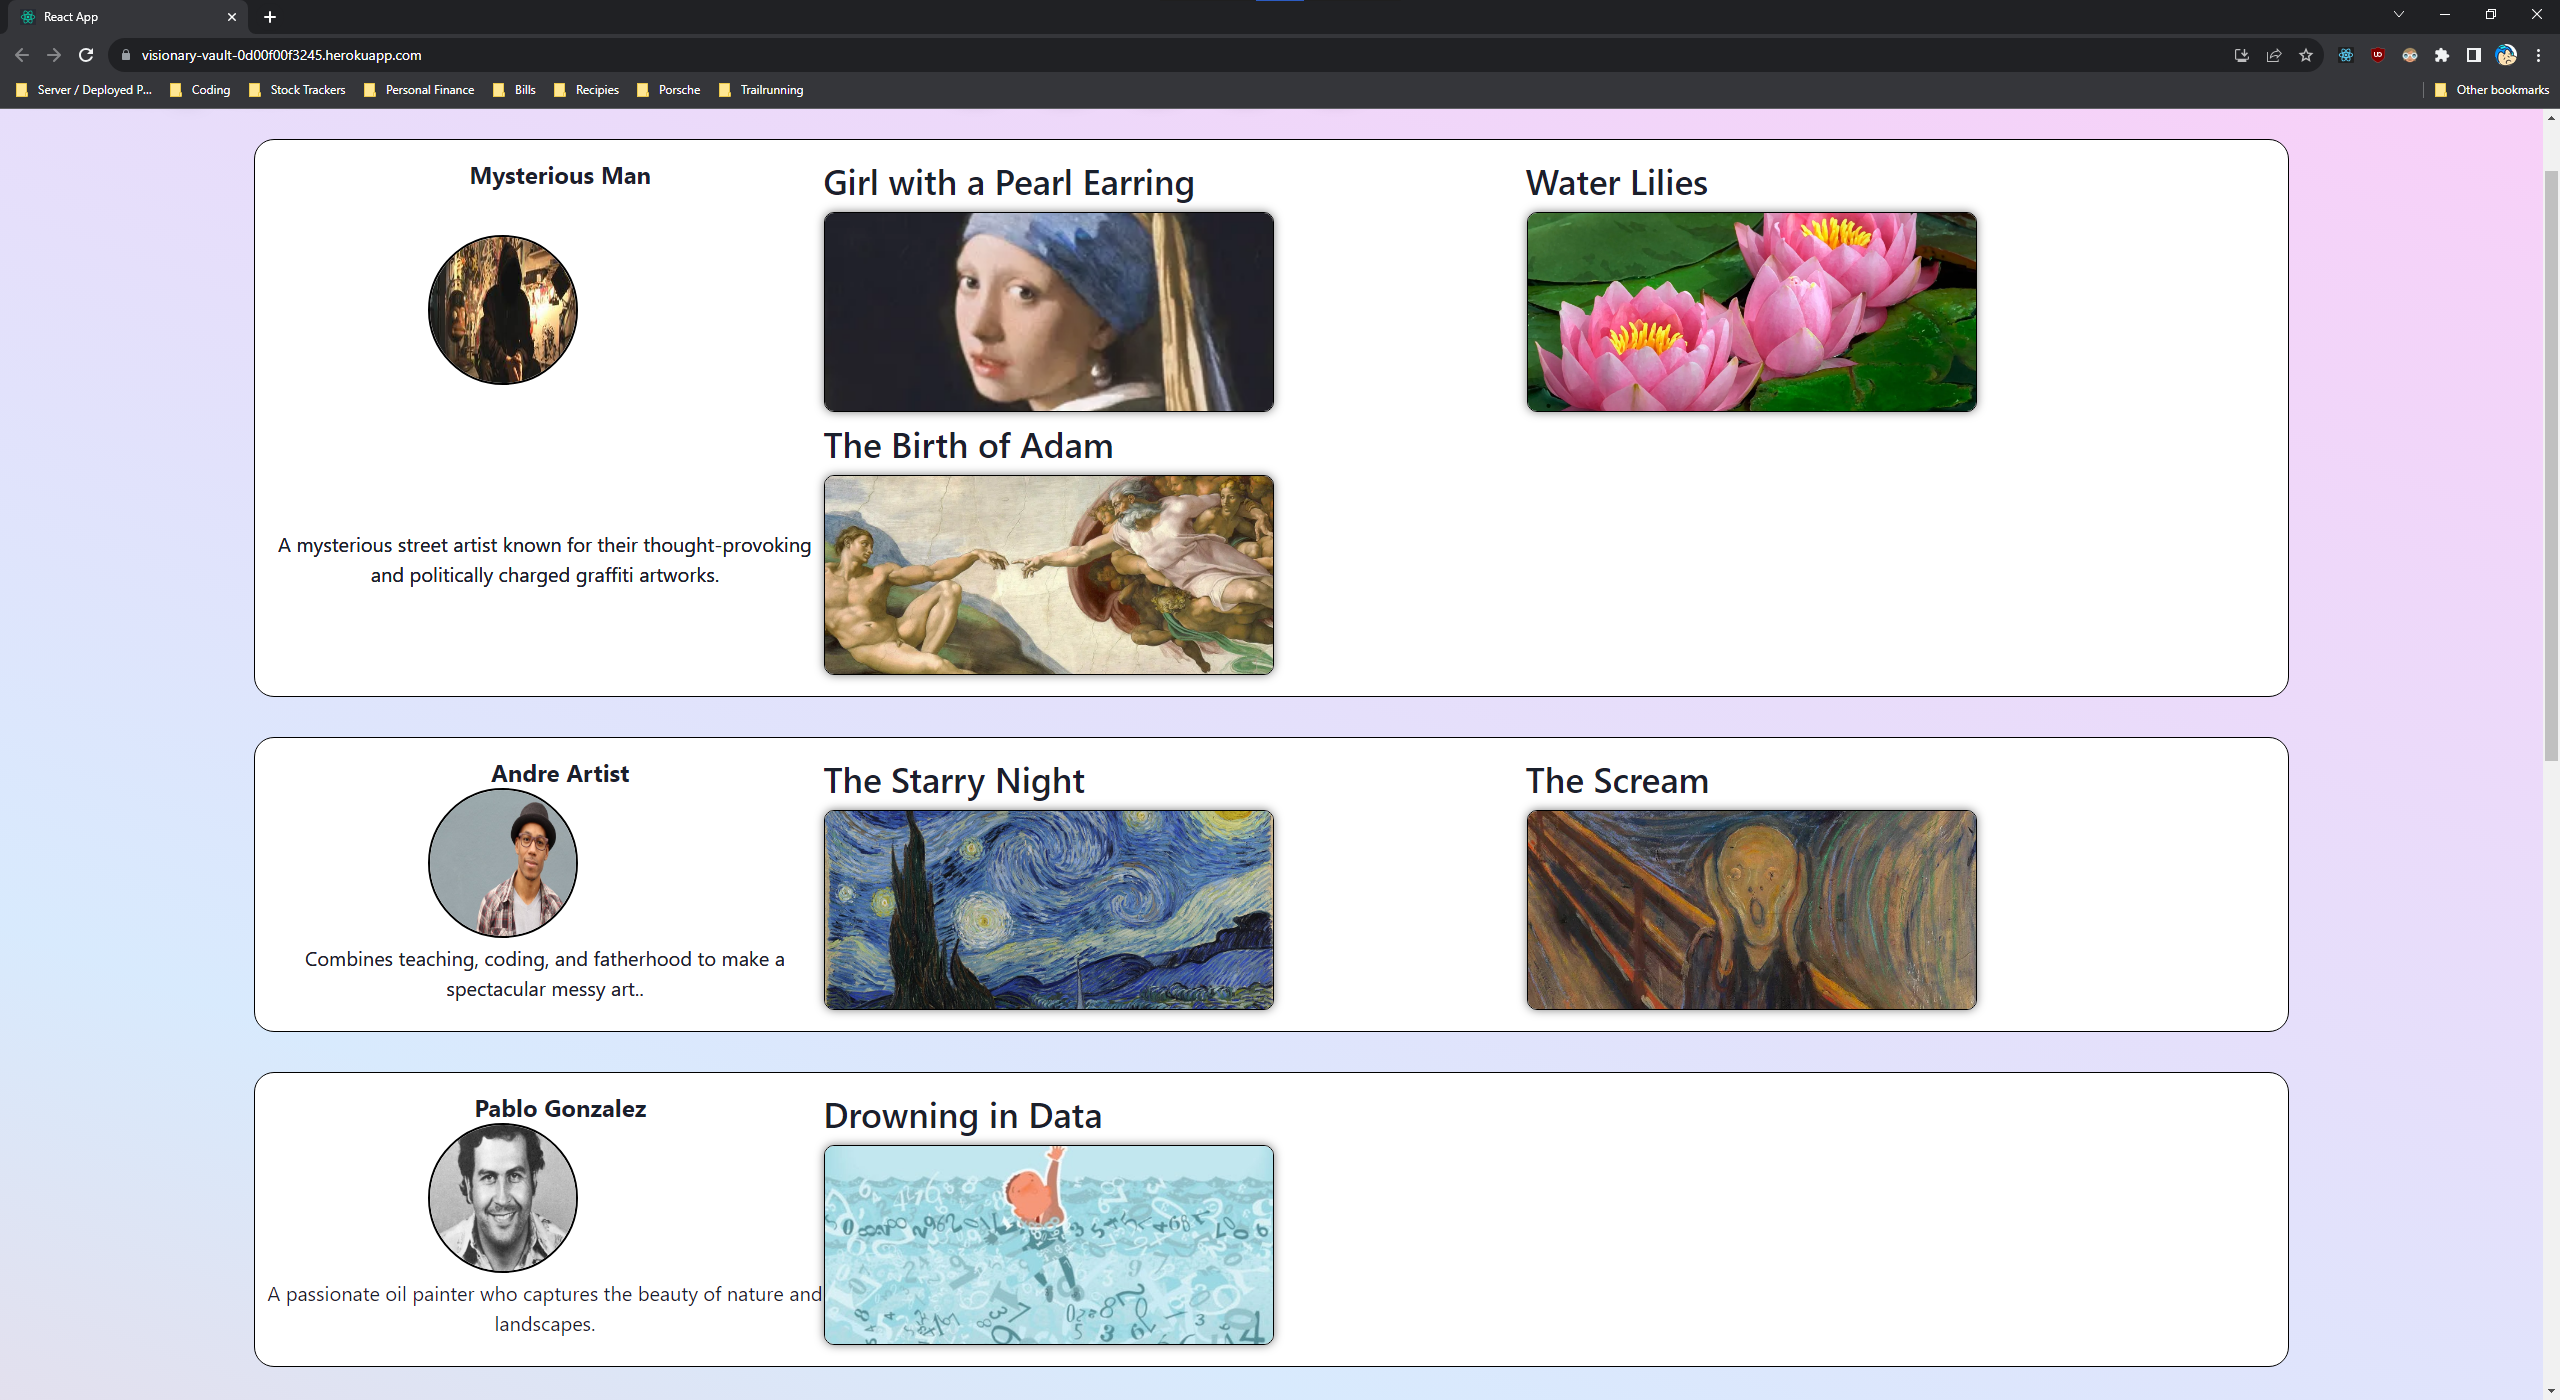 React App
visionary-vault-0d00f00f3245.herokuapp.com
Server / Deployed P... Coding Stock Trackers Personal Finance Bills Recipies Porsche Trailrunning Other bookmarks
Mysterious Man
A mysterious street artist known for their thought-provoking
and politically charged graffiti artworks.
Girl with a Pearl Earring
Water Lilies
The Birth of Adam
Andre Artist
Combines teaching, coding, and fatherhood to make a
spectacular messy art..
The Starry Night
The Scream
Pablo Gonzalez
A passionate oil painter who captures the beauty of nature and
landscapes.
Drowning in Data